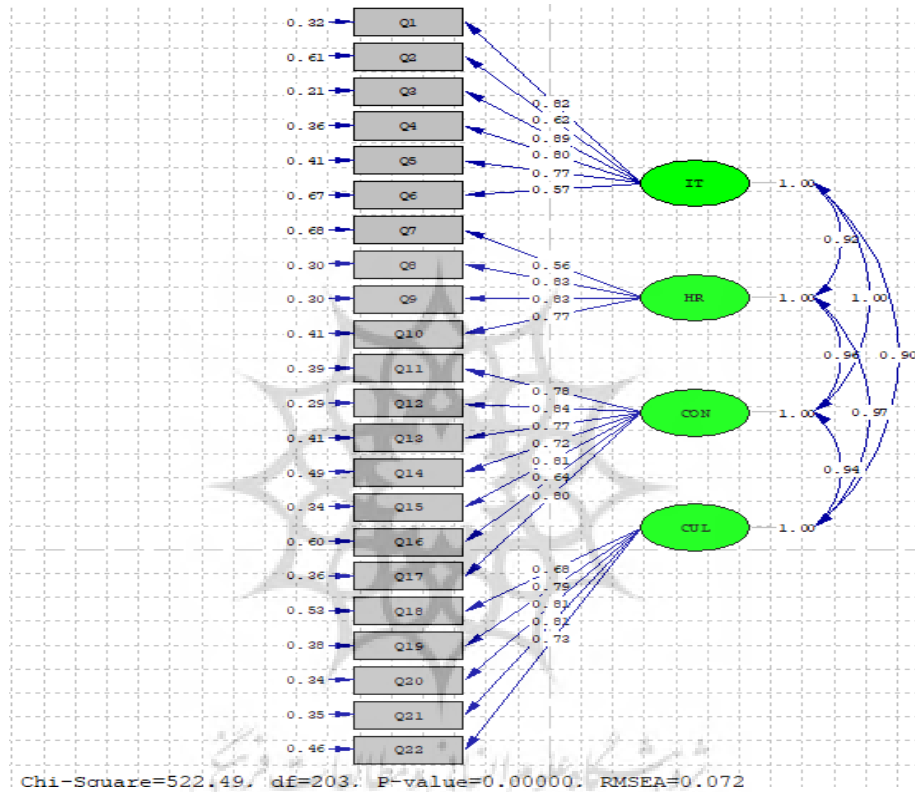 0.32 Q1
0.61 Q2
0.21 Q3
0.36 Q4
0.41 Q5
0.67 Q6
0.68 Q7
0.30 Q8
0.30 Q9
0.41 Q10
0.39 Q11
0.29 Q12
0.41 Q13
0.49 Q14
0.34 Q15
0.60 Q16
0.36 Q17
0.53 Q18
0.38 Q19
0.34 Q20
0.35 Q21
0.46 Q22
0.82
0.62
0.89
0.80
0.77
0.57
0.56
0.83
0.83
0.77
0.78
0.84
0.77
0.72
0.81
0.64
0.80
0.68
0.79
0.81
0.81
0.73
IT 1.00
HR 1.00
CON 1.00
CUL 1.00
0.92
1.00
0.96
0.90
0.97
0.94
Chi-Square=522.49, df=203, P-value=0.00000, RMSEA=0.072